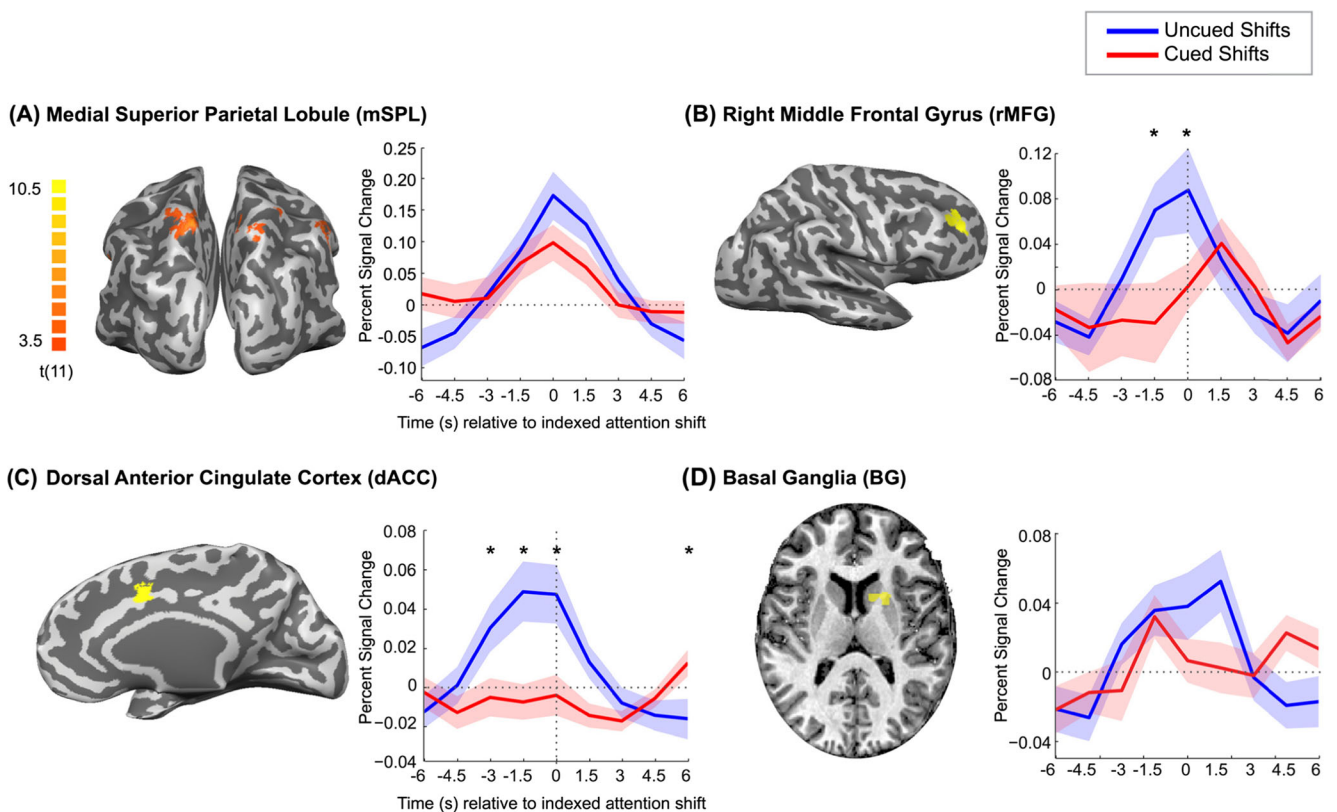 Uncued Shifts
Cued Shifts
(A) Medial Superior Parietal Lobule (mSPL)
10.5
3.5
t(11)
Percent Signal Change
0.25
0.20
0.15
0.10
0.05
0
-0.05
-0.10
-6 -4.5 -3 -1.5 0 1.5 3 4.5 6
Time (s) relative to indexed attention shift
(B) Right Middle Frontal Gyrus (rMFG)
* *
Percent Signal Change
0.12
0.08
0.04
0
−0.04
−0.08
-6 -4.5 -3 -1.5 0 1.5 3 4.5 6
(C) Dorsal Anterior Cingulate Cortex (dACC)
* * * *
Percent Signal Change
0.08
0.06
0.04
0.02
0
−0.02
−0.04
-6 -4.5 -3 -1.5 0 1.5 3 4.5 6
Time (s) relative to indexed attention shift
(D) Basal Ganglia (BG)
Percent Signal Change
0.08
0.04
0
−0.04
-6 -4.5 -3 -1.5 0 1.5 3 4.5 6